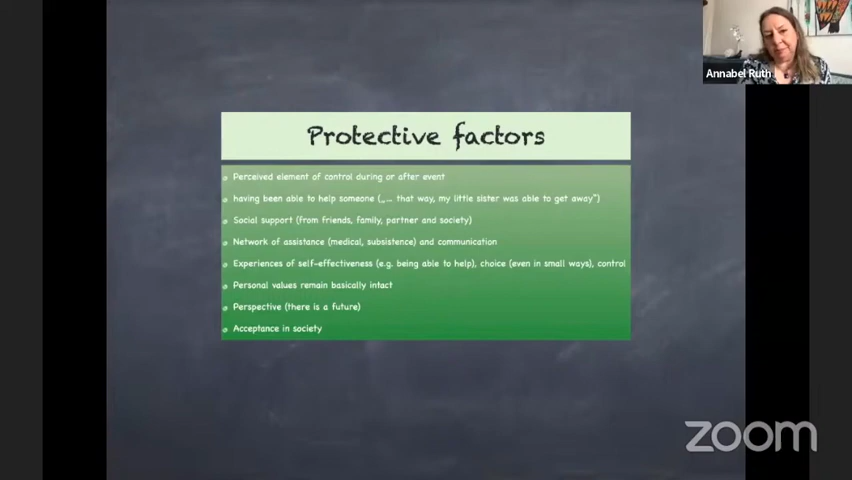 Annabel Ruth
Protective factors
Perceived element of control during or after event
having been able to help someone („... that way, my little sister was able to get away“)
Social support (from friends, family, partner and society)
Network of assistance (medical, subsistence) and communication
Experiences of self-effectiveness (e.g. being able to help), choice (even in small ways), control
Personal values remain basically intact
Perspective (there is a future)
Acceptance in society
zoom